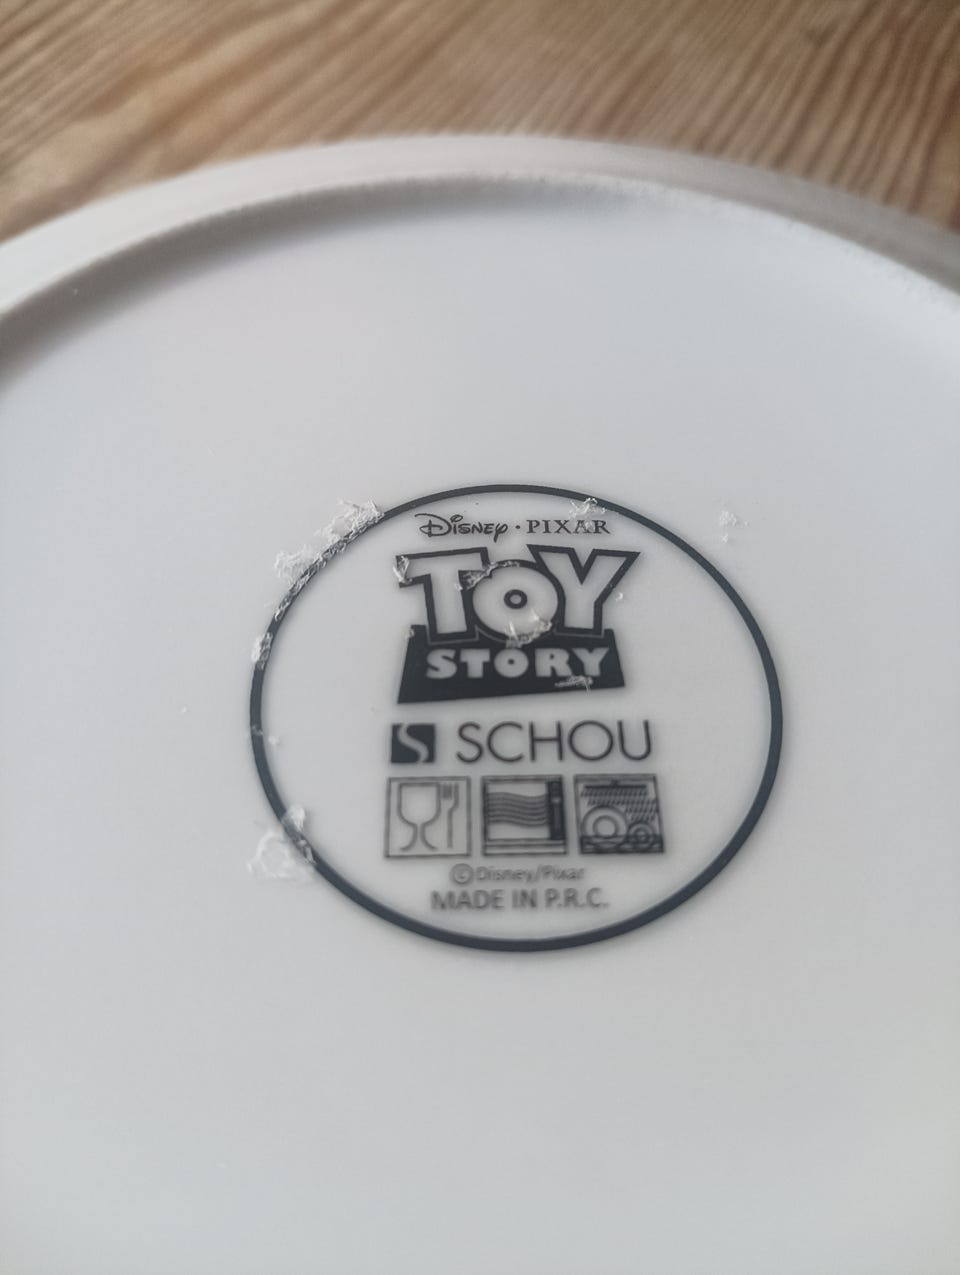 Disney · PIXAR
TOY
STORY
SCHOU
©Disney/Pixar
MADE IN P.R.C.